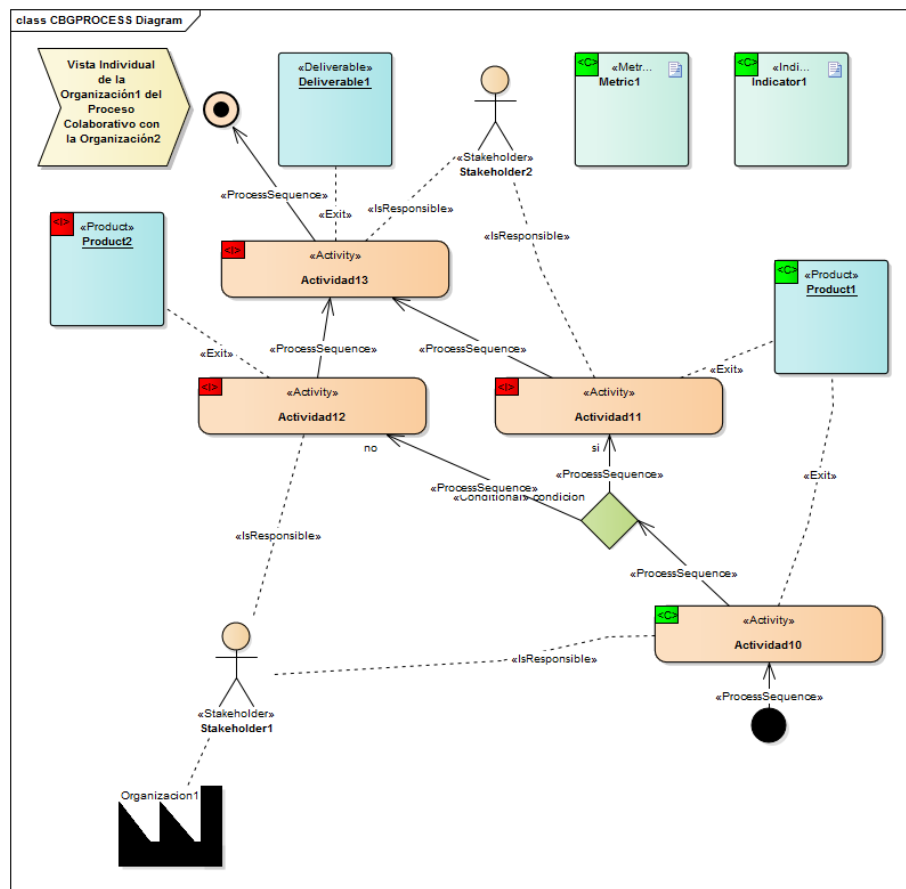 class CBGPROCESS Diagram
Vista Individual
de la
Organización1 del
Proceso
Colaborativo con
la Organización2
«Deliverable»
Deliverable1
<C>
«Metr...
Metric1
<C>
«Indi...
Indicator1
«Stakeholder»
Stakeholder2
«ProcessSequence»
«Exit»
«IsResponsible»
<I>
«Product»
Product2
«IsResponsible»
<I>
«Activity»
Actividad13
<C>
«Product»
Product1
«Exit»
«ProcessSequence»
«ProcessSequence»
«Exit»
<I>
«Activity»
Actividad12
<I>
«Activity»
Actividad11
no
si
«ProcessSequence»
«Exit»
«ProcessSequence»
«Conditional» condicion
«IsResponsible»
«ProcessSequence»
<C>
«Activity»
Actividad10
«IsResponsible»
«ProcessSequence»
«Stakeholder»
Stakeholder1
Organizacion1